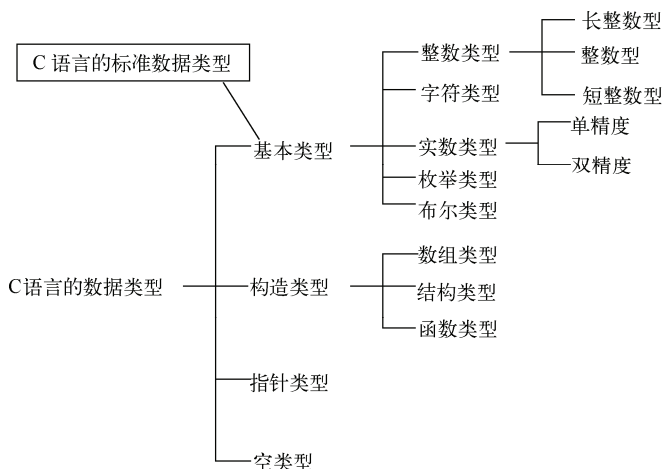 C 语言的标准数据类型
长整数型
整数类型
整数型
字符类型
短整数型
单精度
基本类型
实数类型
双精度
枚举类型
布尔类型
数组类型
C语言的数据类型
构造类型
结构类型
函数类型
指针类型
空类型